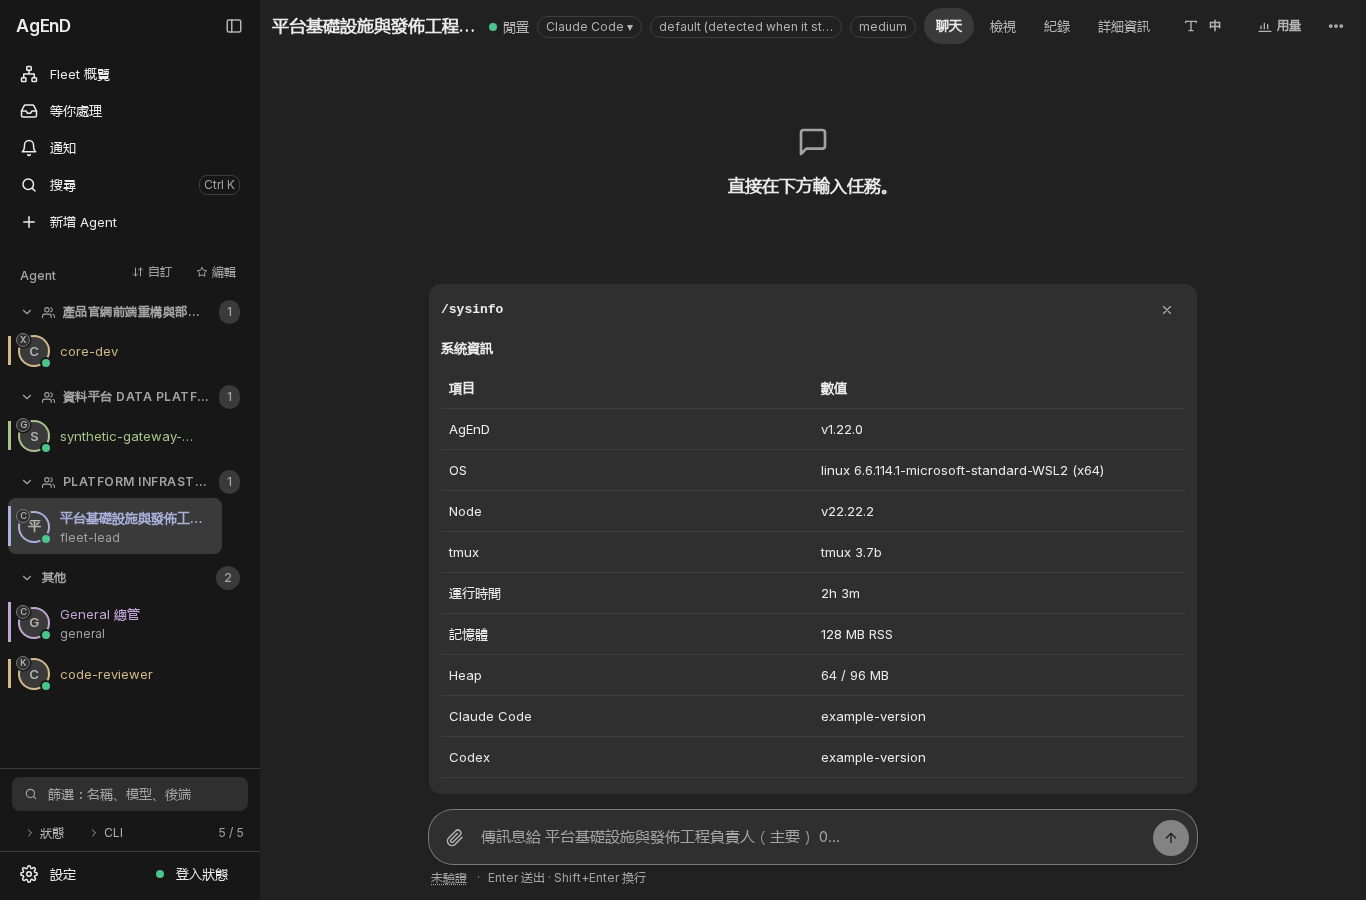 AgEnD
Fleet 概覽
等你處理
通知
搜尋 Ctrl K
新增 Agent
Agent 自訂 編輯
產品官網前端重構與部… 1
X C core-dev
資料平台 DATA PLATF… 1
G S synthetic-gateway-…
PLATFORM INFRAST… 1
C 平 平台基礎設施與發佈工…
fleet-lead
其他 2
C G General 總管
general
K C code-reviewer
篩選：名稱、模型、後端
狀態 CLI 5 / 5
設定 登入狀態
平台基礎設施與發佈工程… 閒置 Claude Code ▾ default (detected when it st… medium 聊天 檢視 紀錄 詳細資訊 中 用量
直接在下方輸入任務。
/sysinfo
系統資訊
項目 數值
AgEnD v1.22.0
OS linux 6.6.114.1-microsoft-standard-WSL2 (x64)
Node v22.22.2
tmux tmux 3.7b
運行時間 2h 3m
記憶體 128 MB RSS
Heap 64 / 96 MB
Claude Code example-version
Codex example-version
傳訊息給 平台基礎設施與發佈工程負責人（主要）0…
未驗證 · Enter 送出 · Shift+Enter 換行